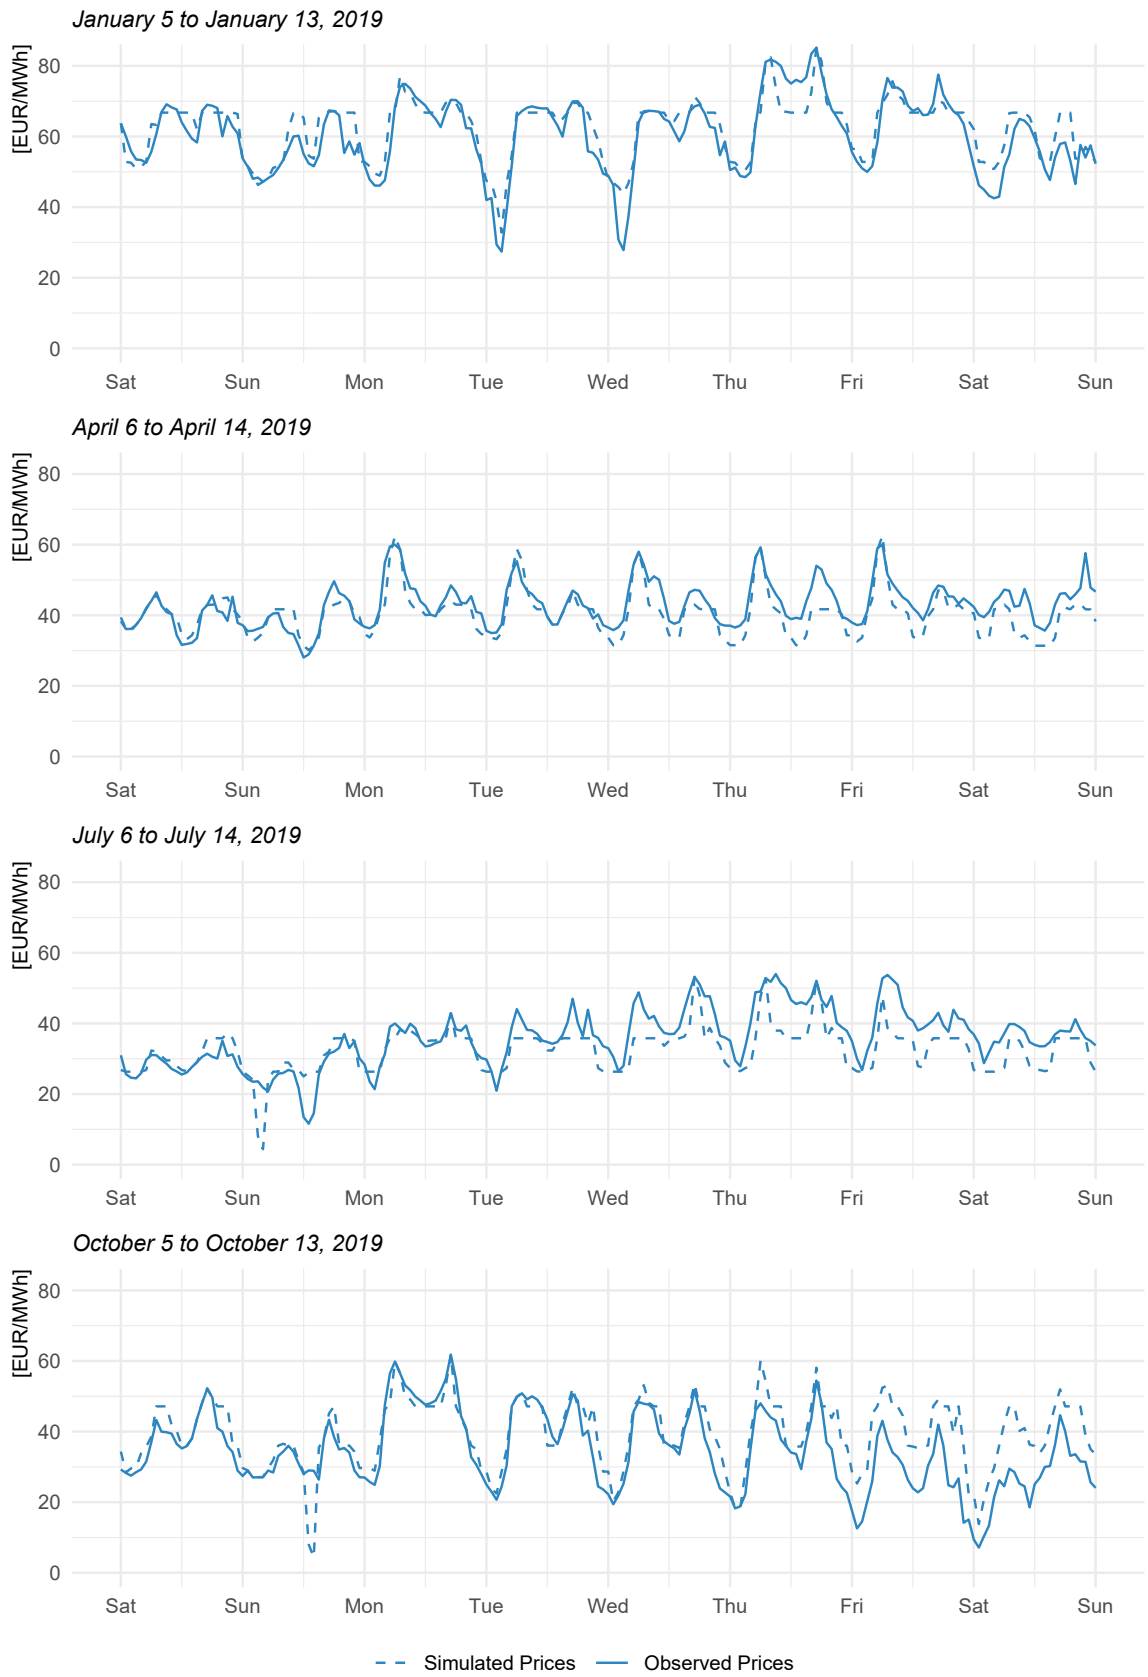 January 5 to January 13, 2019
[EUR/MWh]
80
60
40
20
0
Sat Sun Mon Tue Wed Thu Fri Sat Sun
April 6 to April 14, 2019
[EUR/MWh]
80
60
40
20
0
Sat Sun Mon Tue Wed Thu Fri Sat Sun
July 6 to July 14, 2019
[EUR/MWh]
80
60
40
20
0
Sat Sun Mon Tue Wed Thu Fri Sat Sun
October 5 to October 13, 2019
[EUR/MWh]
80
60
40
20
0
Sat Sun Mon Tue Wed Thu Fri Sat Sun
Simulated Prices Observed Prices